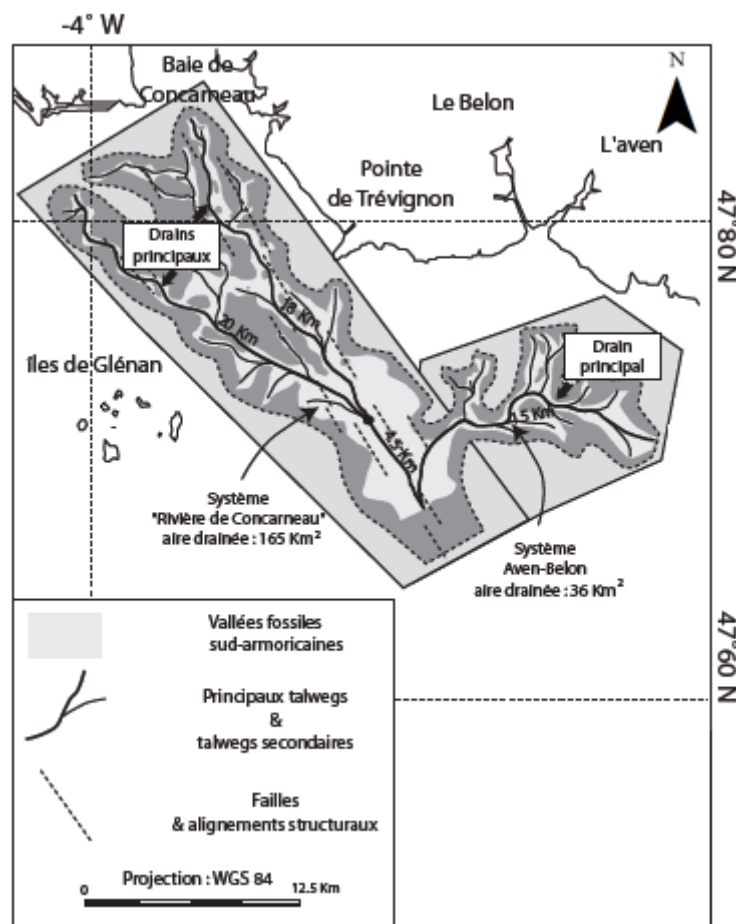 -4° W
Baie de
Concarneau
N
Le Belon
L'aven
Pointe
de Trévignon
47°80 N
Drains
principaux
18 Km
20 Km
Îles de Glénan
Drain
principal
15 Km
4,5 Km
Système
"Rivière de Concarneau"
aire drainée : 165 Km²
Système
Aven-Belon
aire drainée : 36 Km²
47°60 N
Vallées fossiles
sud-armoricaines
Principaux talwegs
&
talwegs secondaires
Failles
& alignements structuraux
Projection : WGS 84
0
12.5 Km